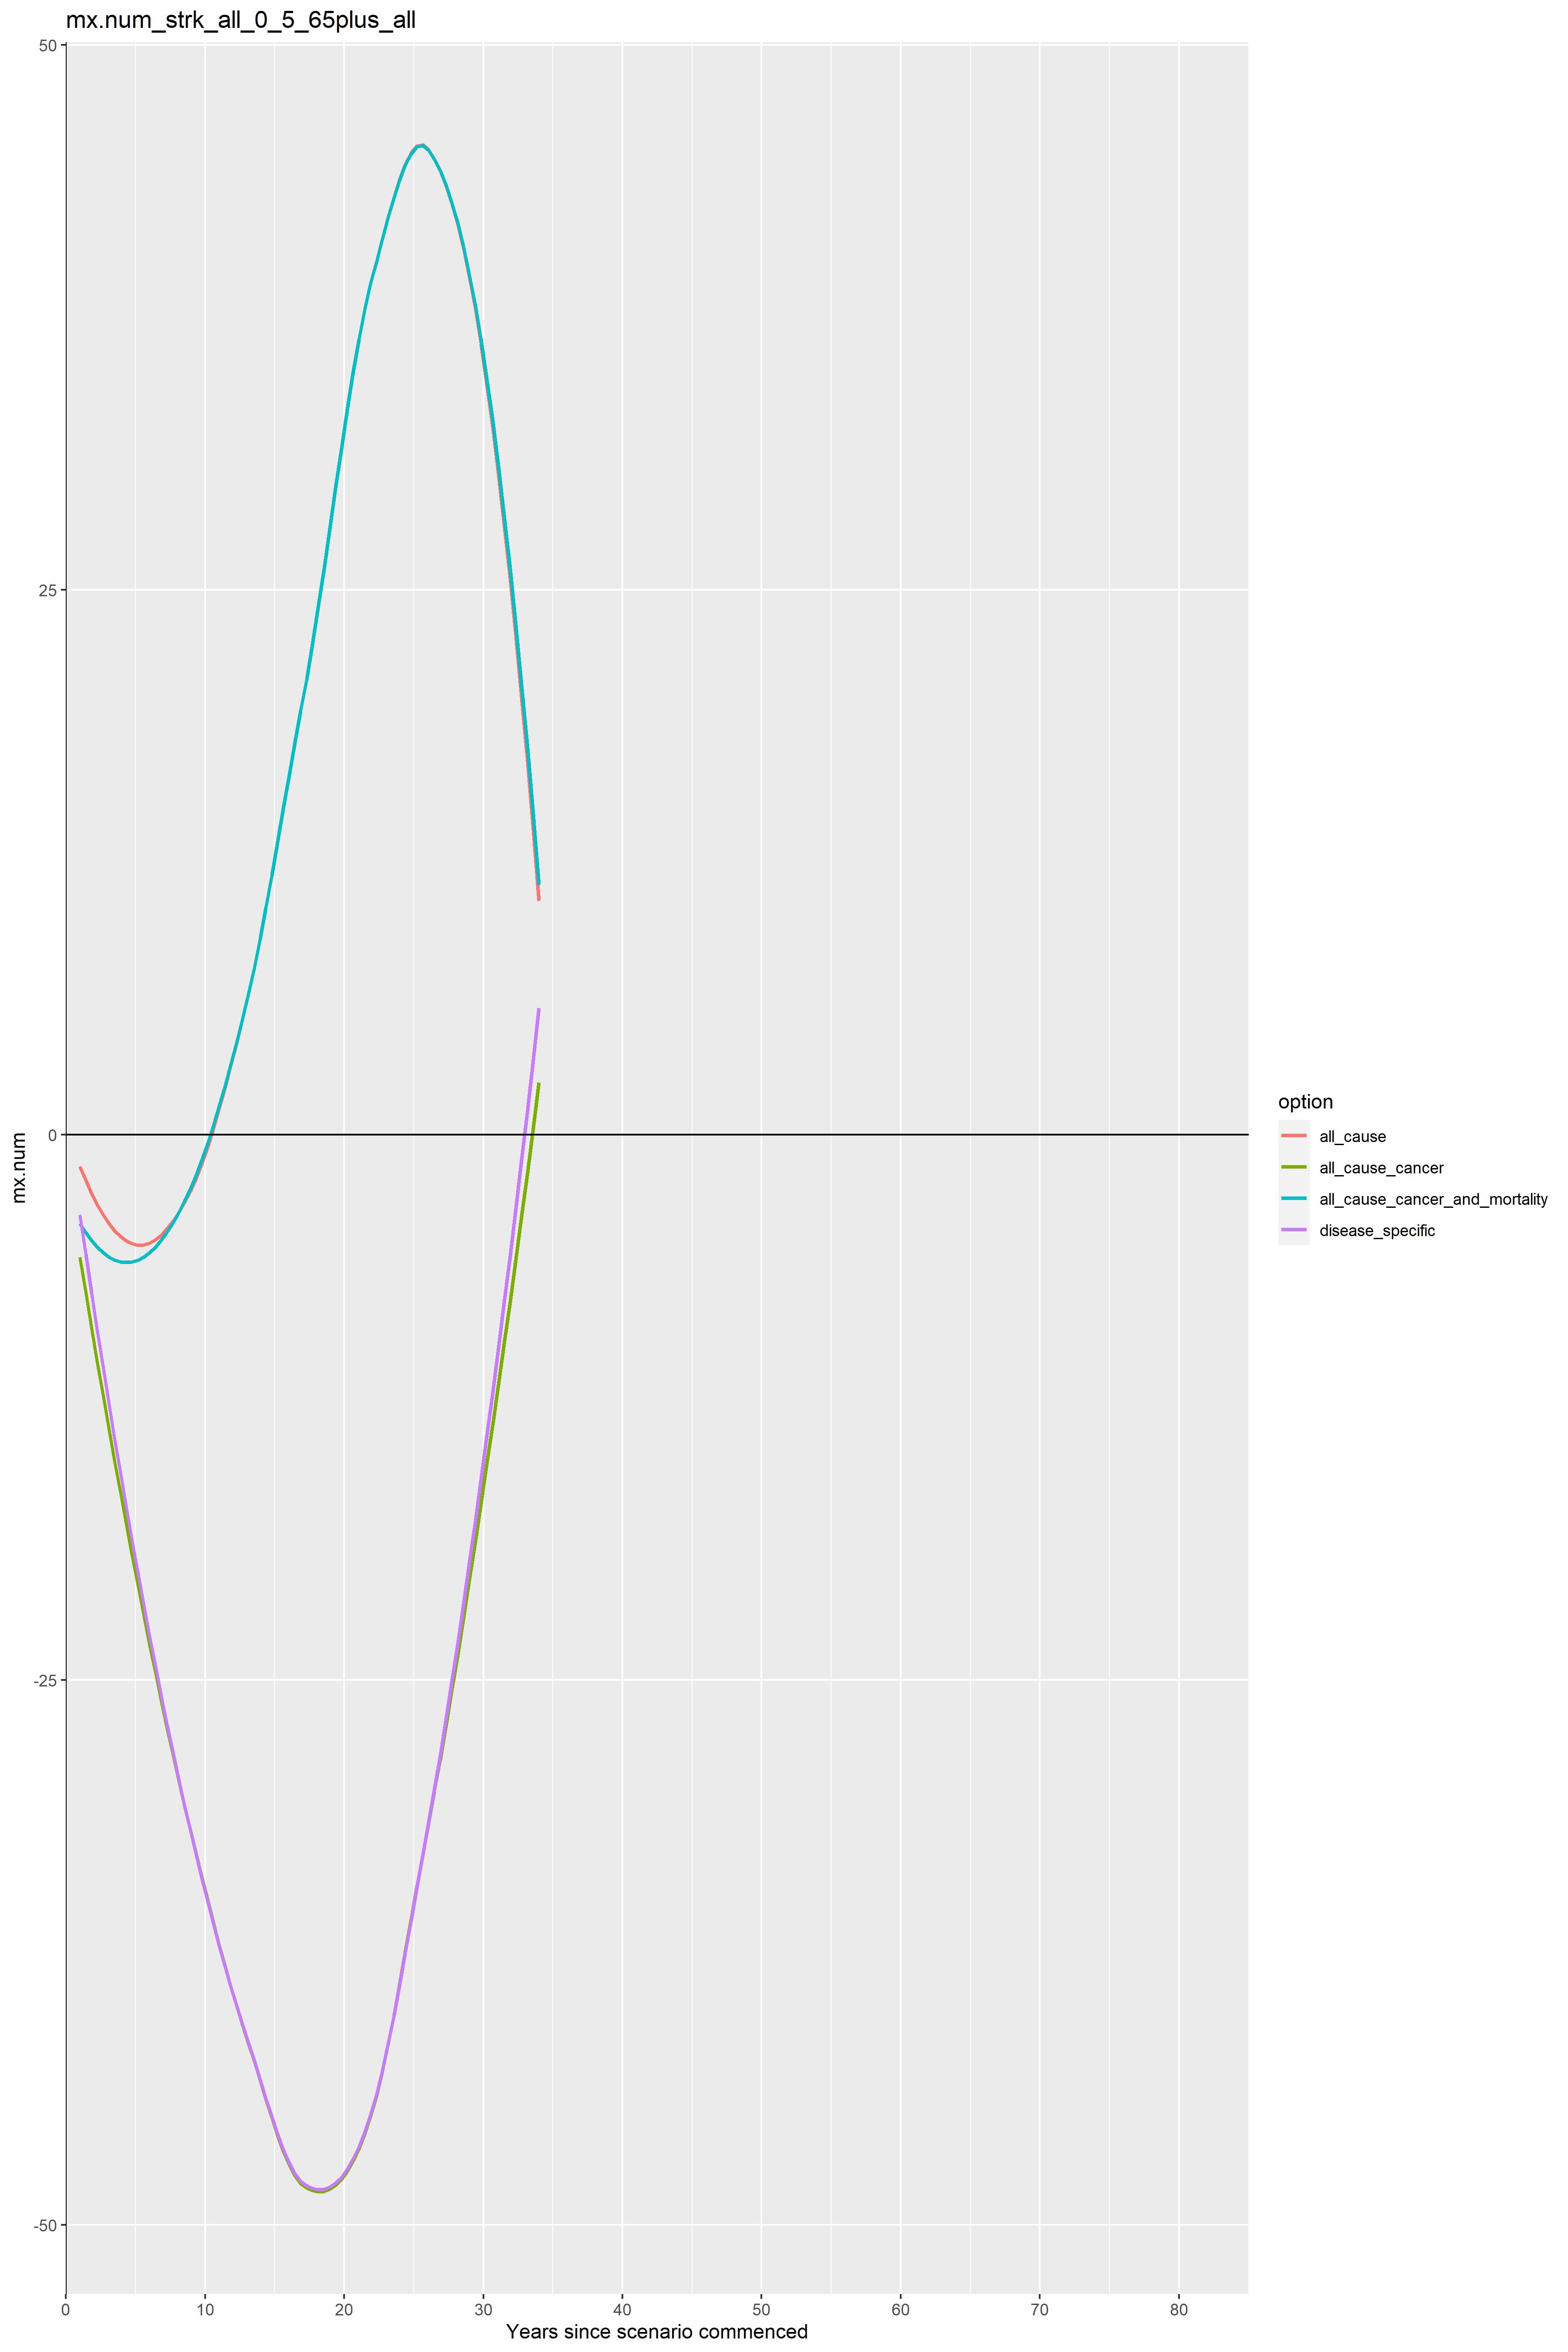 mx.num_strk_all_0_5_65plus_all
50
25
0
-25
-50
mx.num
0 10 20 30 40 50 60 70 80
Years since scenario commenced
option
all_cause
all_cause_cancer
all_cause_cancer_and_mortality
disease_specific